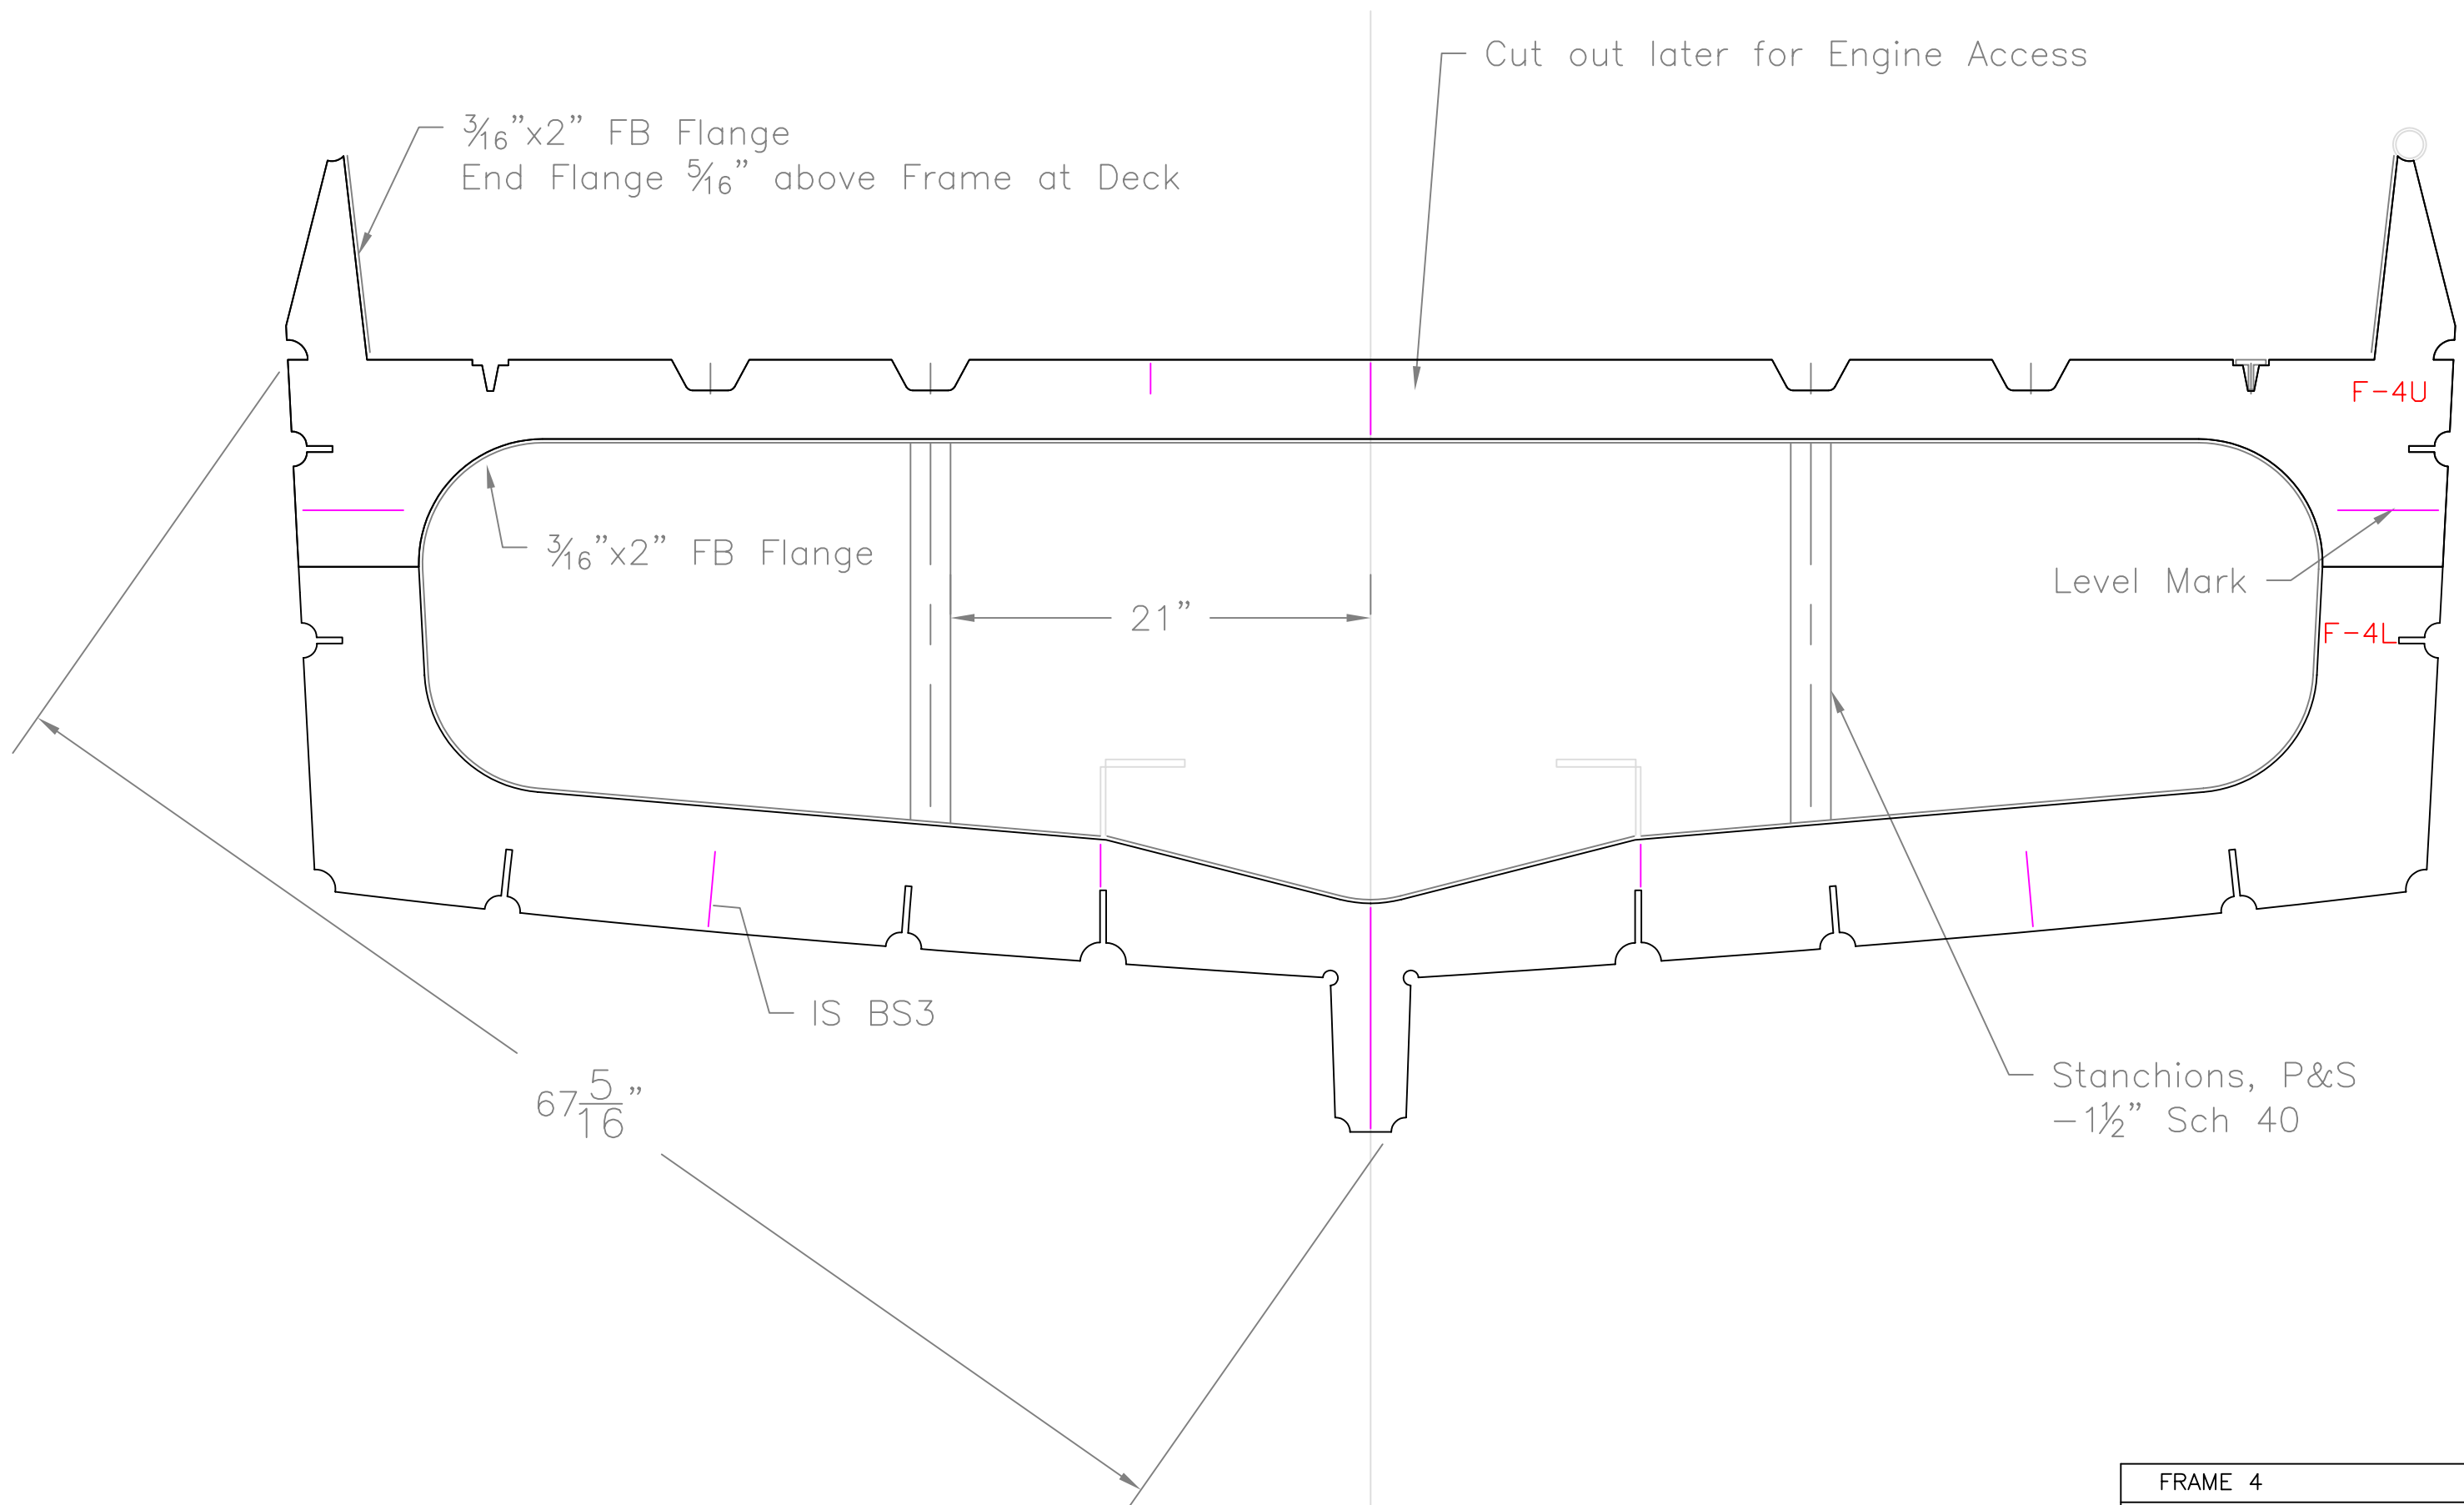 Cut out later for Engine Access
3/16"x2" FB Flange
End Flange 5/16" above Frame at Deck
F-4U
3/16"x2" FB Flange
Level Mark
21"
F-4L
IS BS3
67 5/16"
Stanchions, P&S
-1 1/2" Sch 40
FRAME 4